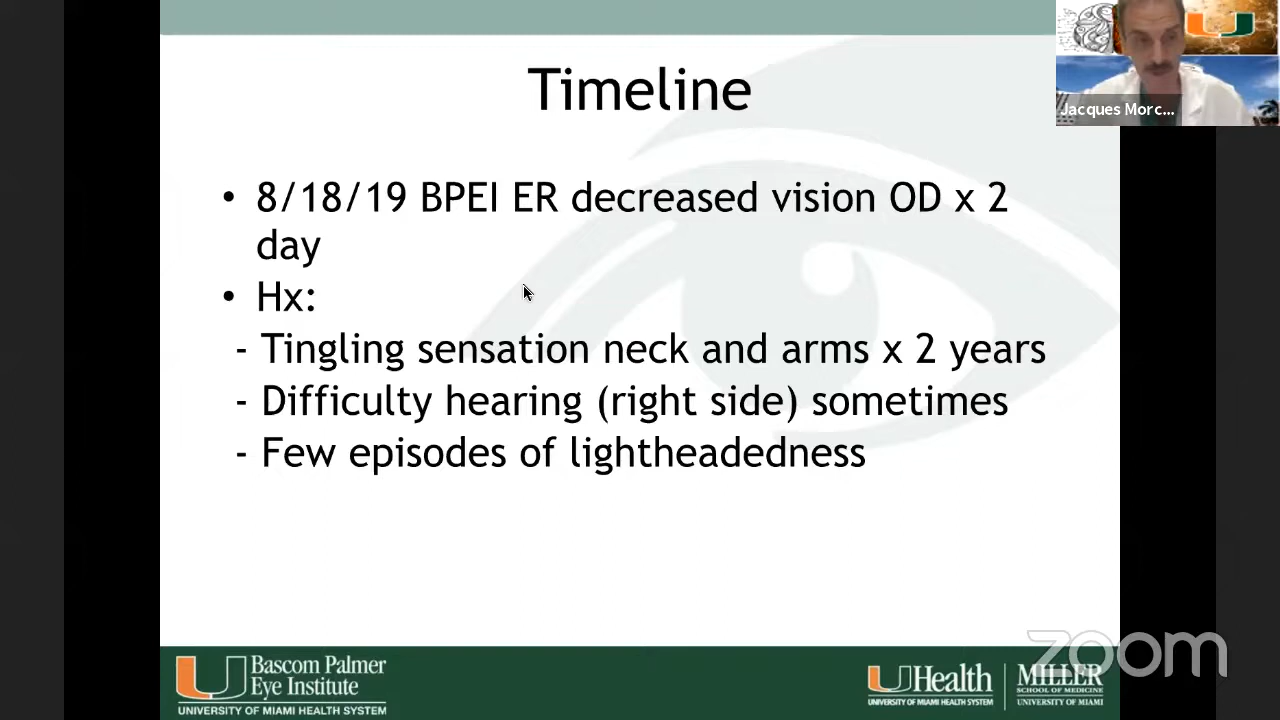 Jacques Morc...
Timeline
• 8/18/19 BPEI ER decreased vision OD x 2
day
• Hx:
- Tingling sensation neck and arms x 2 years
- Difficulty hearing (right side) sometimes
- Few episodes of lightheadedness
zoom
Bascom Palmer
Eye Institute
UNIVERSITY OF MIAMI HEALTH SYSTEM
UHealth
UNIVERSITY OF MIAMI HEALTH SYSTEM
MILLER
SCHOOL OF MEDICINE
UNIVERSITY OF MIAMI